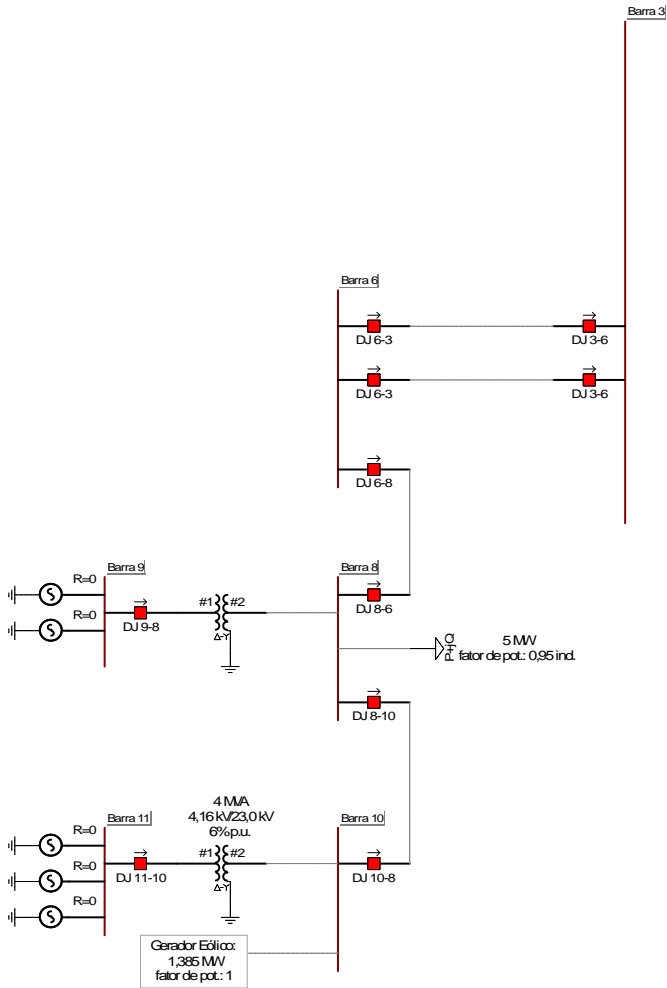 Barra 3
Barra 6
DJ 6-3
DJ 3-6
DJ 6-3
DJ 3-6
DJ 6-8
Barra 9
Barra 8
R=0
R=0
#1
#2
Δ-Y
DJ 9-8
DJ 8-6
P+jQ
5 MW
fator de pot.: 0,95 ind.
DJ 8-10
4 MVA
4,16 kV/23,0 kV
6% p.u.
Barra 11
Barra 10
R=0
R=0
R=0
#1
#2
Δ-Y
DJ 11-10
DJ 10-8
Gerador Eólico:
1,385 MW
fator de pot.: 1